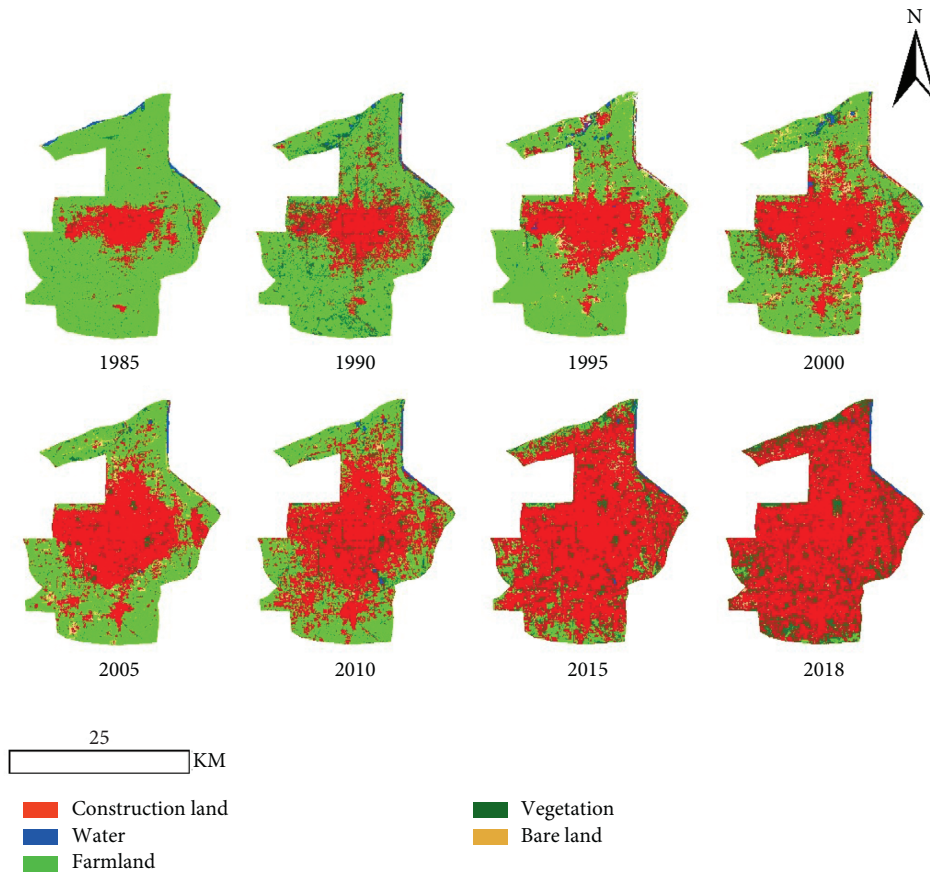 N
1985
1990
1995
2000
2005
2010
2015
2018
25
KM
Construction land
Water
Farmland
Vegetation
Bare land